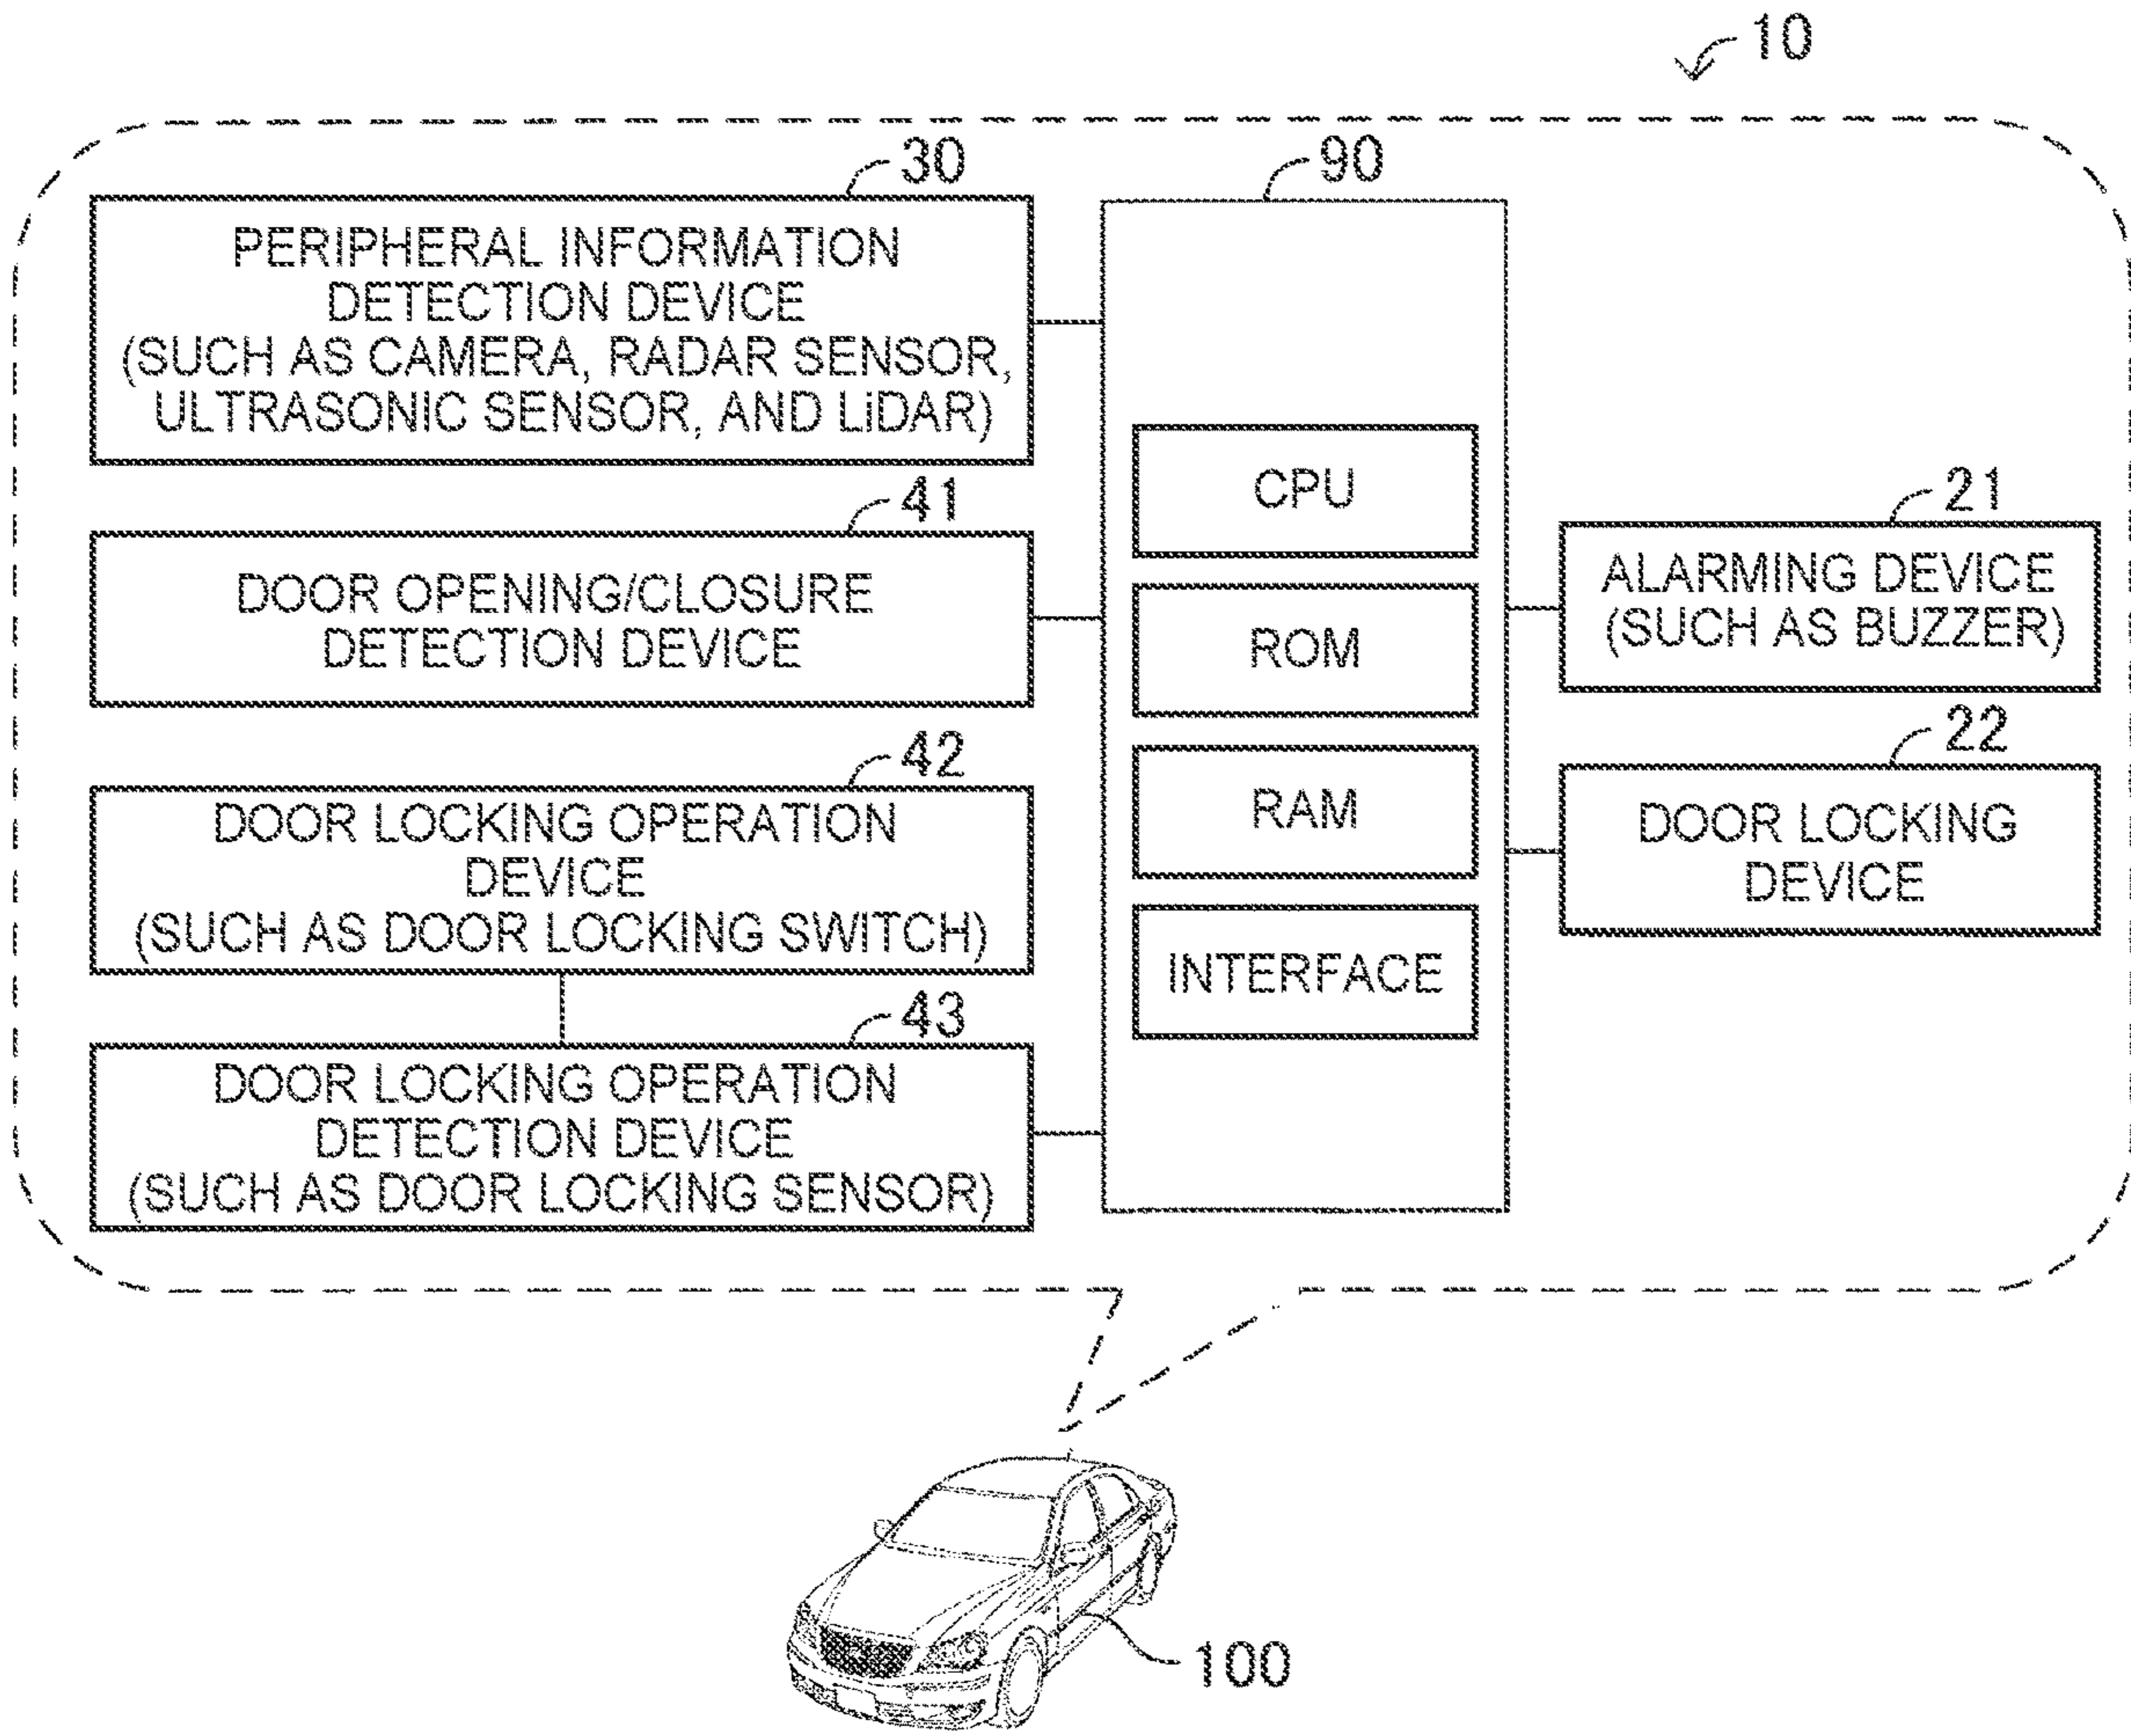 10
30
PERIPHERAL INFORMATION
DETECTION DEVICE
(SUCH AS CAMERA, RADAR SENSOR,
ULTRASONIC SENSOR, AND LiDAR)
41
DOOR OPENING/CLOSURE
DETECTION DEVICE
42
DOOR LOCKING OPERATION
DEVICE
(SUCH AS DOOR LOCKING SWITCH)
43
DOOR LOCKING OPERATION
DETECTION DEVICE
(SUCH AS DOOR LOCKING SENSOR)
90
CPU
ROM
RAM
INTERFACE
21
ALARMING DEVICE
(SUCH AS BUZZER)
22
DOOR LOCKING
DEVICE
100